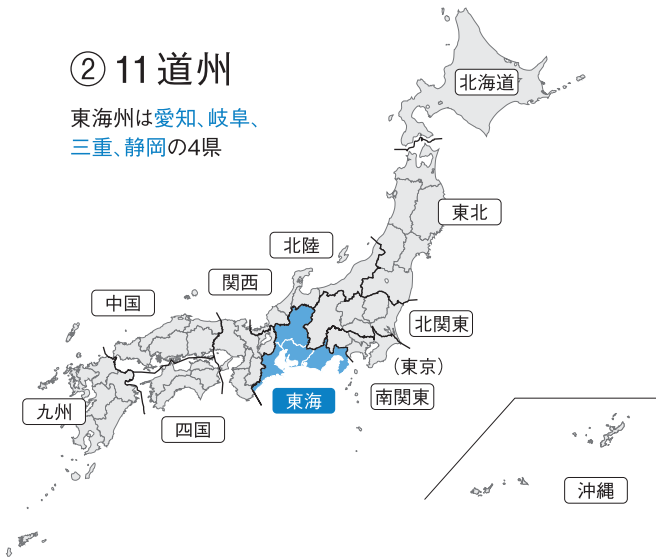 ② 11道州
東海州は愛知、岐阜、
三重、静岡の4県
北海道
東北
北陸
関西
中国
北関東
（東京）
南関東
東海
九州
四国
沖縄